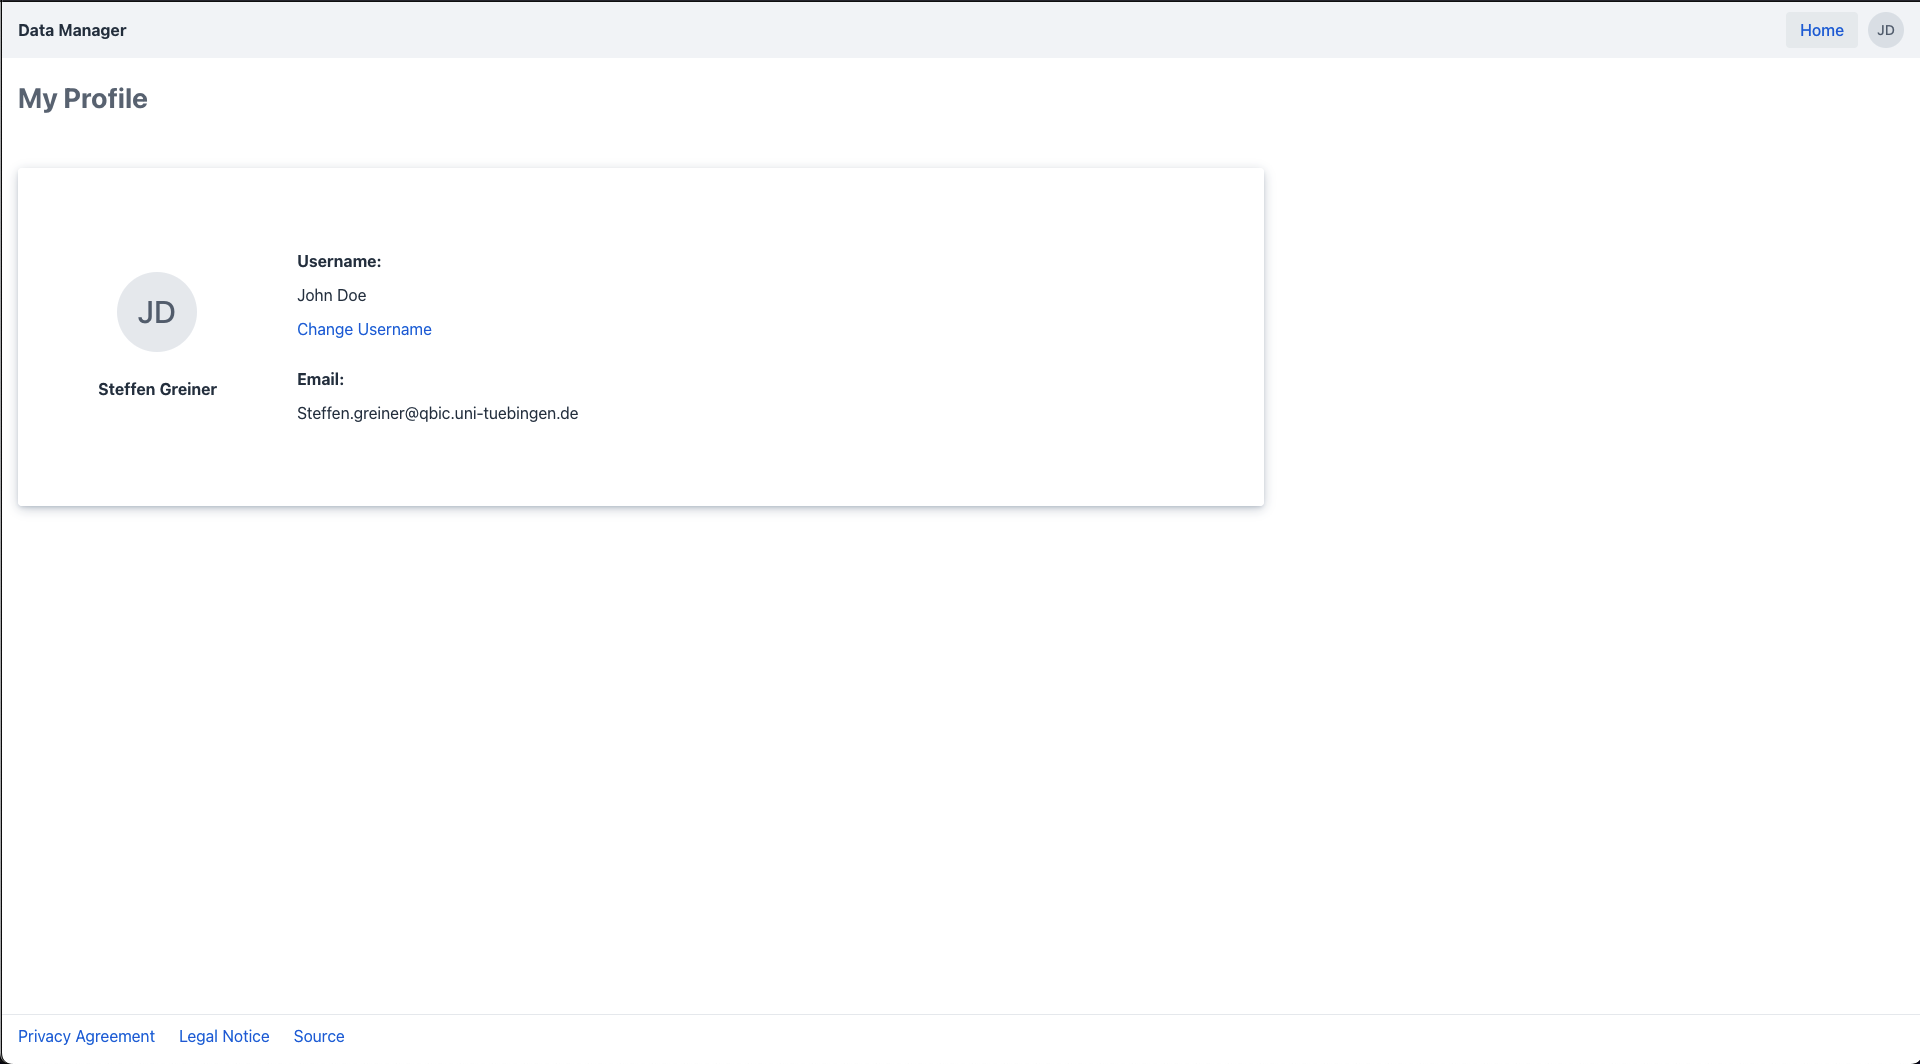 Data Manager
Home
JD
My Profile
JD
Steffen Greiner
Username:
John Doe
Change Username
Email:
Steffen.greiner@qbic.uni-tuebingen.de
Privacy Agreement
Legal Notice
Source